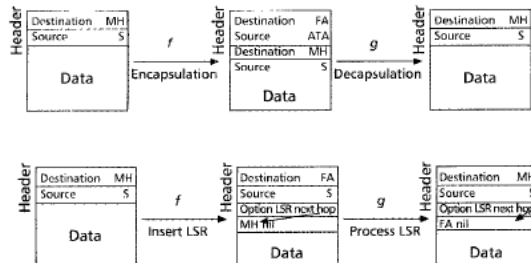 Header
Destination MH
Source S
Data
f
Encapsulation
Header
Destination FA
Source ATA
Destination MH
Source S
Data
g
Decapsulation
Header
Destination MH
Source S
Data
Header
Destination MH
Source S
Data
f
Insert LSR
Header
Destination FA
Source S
Option LSR next hop
MH nil
Data
g
Process LSR
Header
Destination MH
Source S
Option LSR next hop
FA nil
Data